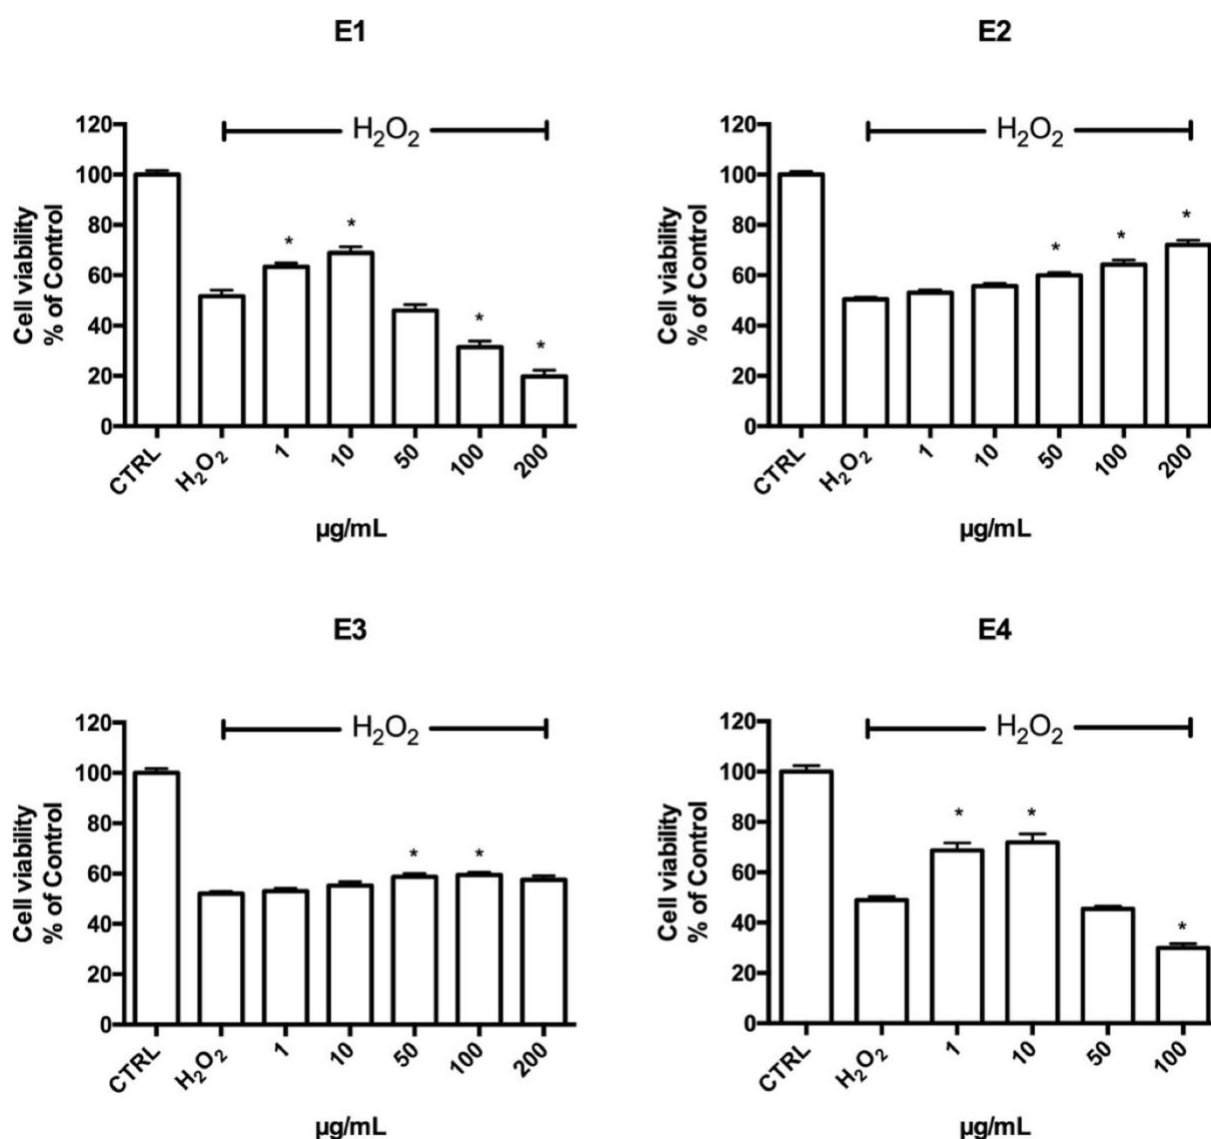 E1
H₂O₂
Cell viability
% of Control
120
100
80
60
40
20
0
*
*
*
*
CTRL
H₂O₂
1
10
50
100
200
µg/mL
E2
H₂O₂
Cell viability
% of Control
120
100
80
60
40
20
0
*
*
*
CTRL
H₂O₂
1
10
50
100
200
µg/mL
E3
H₂O₂
Cell viability
% of Control
120
100
80
60
40
20
0
*
*
CTRL
H₂O₂
1
10
50
100
200
µg/mL
E4
H₂O₂
Cell viability
% of Control
120
100
80
60
40
20
0
*
*
*
CTRL
H₂O₂
1
10
50
100
µg/mL